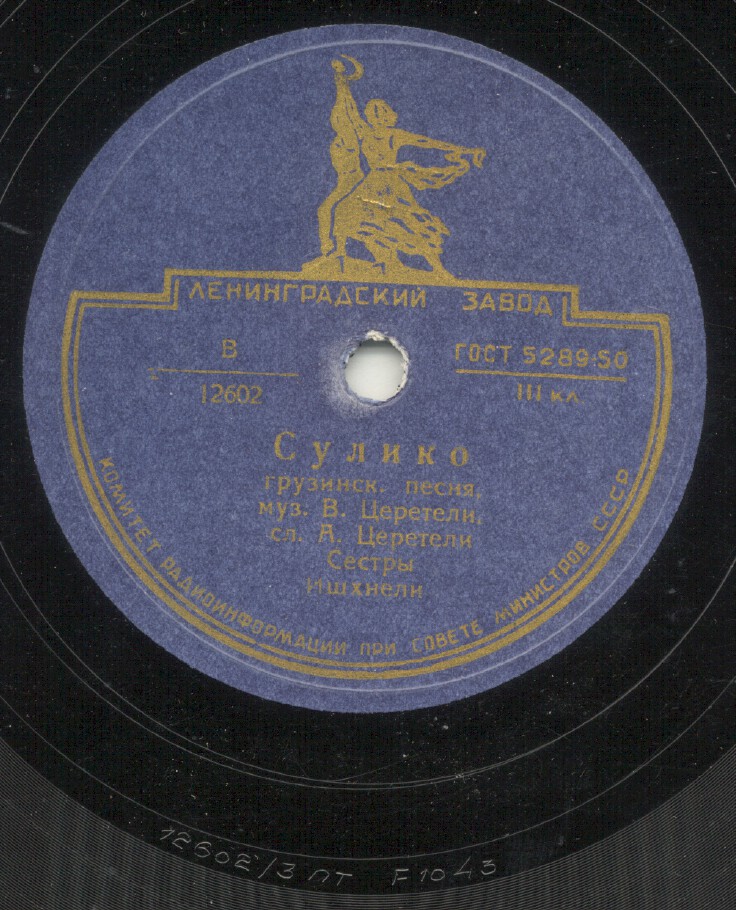 ЛЕНИНГРАДСКИЙ ЗАВОД
В
12602
ГОСТ 5289-50
III кл.
Сулико
грузинск. песня,
муз. В. Церетели,
сл. А. Церетели
Сестры
Ишхнели
КОМИТЕТ РАДИОИНФОРМАЦИИ ПРИ СОВЕТЕ МИНИСТРОВ СССР
12602/3 ЛТ F1043